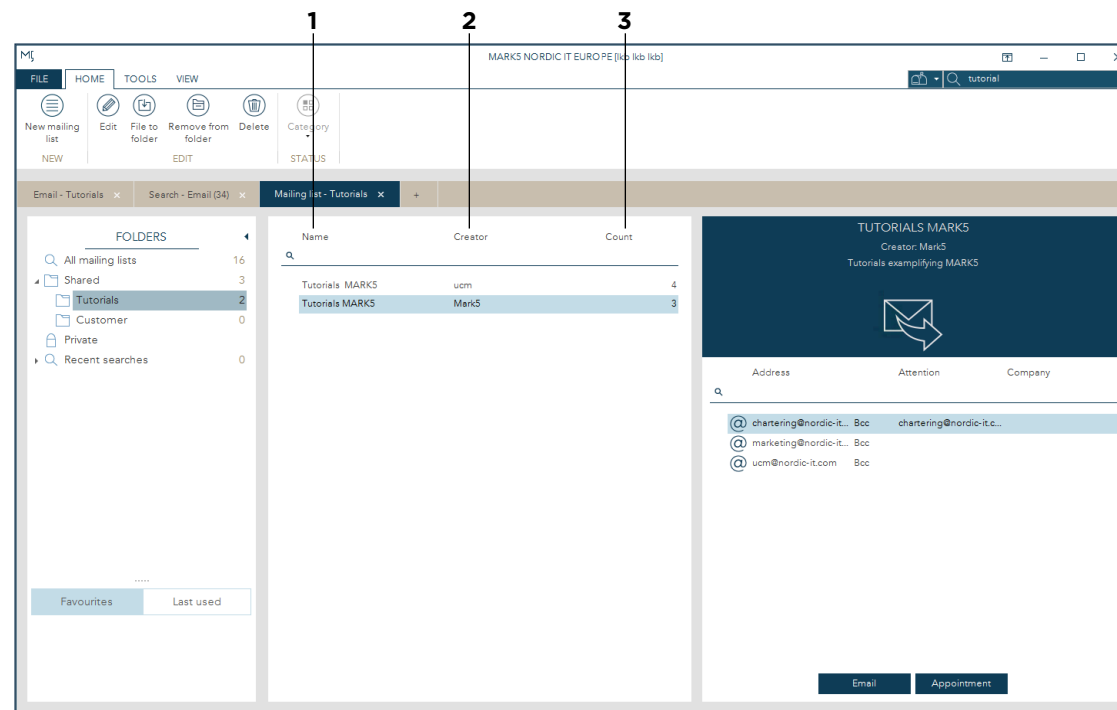 1 2 3
MARK5 NORDIC IT EUROPE [lkb lkb lkb]
FILE HOME TOOLS VIEW
tutorial
New mailing list
Edit
File to folder
Remove from folder
Delete
Category
NEW EDIT STATUS
Email - Tutorials × Search - Email (34) × Mailing list - Tutorials × +
FOLDERS
All mailing lists 16
Shared 3
Tutorials 2
Customer 0
Private
Recent searches 0
.....
Favourites Last used
Name Creator Count
Tutorials MARK5 ucm 4
Tutorials MARK5 Mark5 3
TUTORIALS MARK5
Creator: Mark5
Tutorials examplifying MARK5
Address Attention Company
@ chartering@nordic-it... Bcc chartering@nordic-it.c...
@ marketing@nordic-it... Bcc
@ ucm@nordic-it.com Bcc
Email Appointment